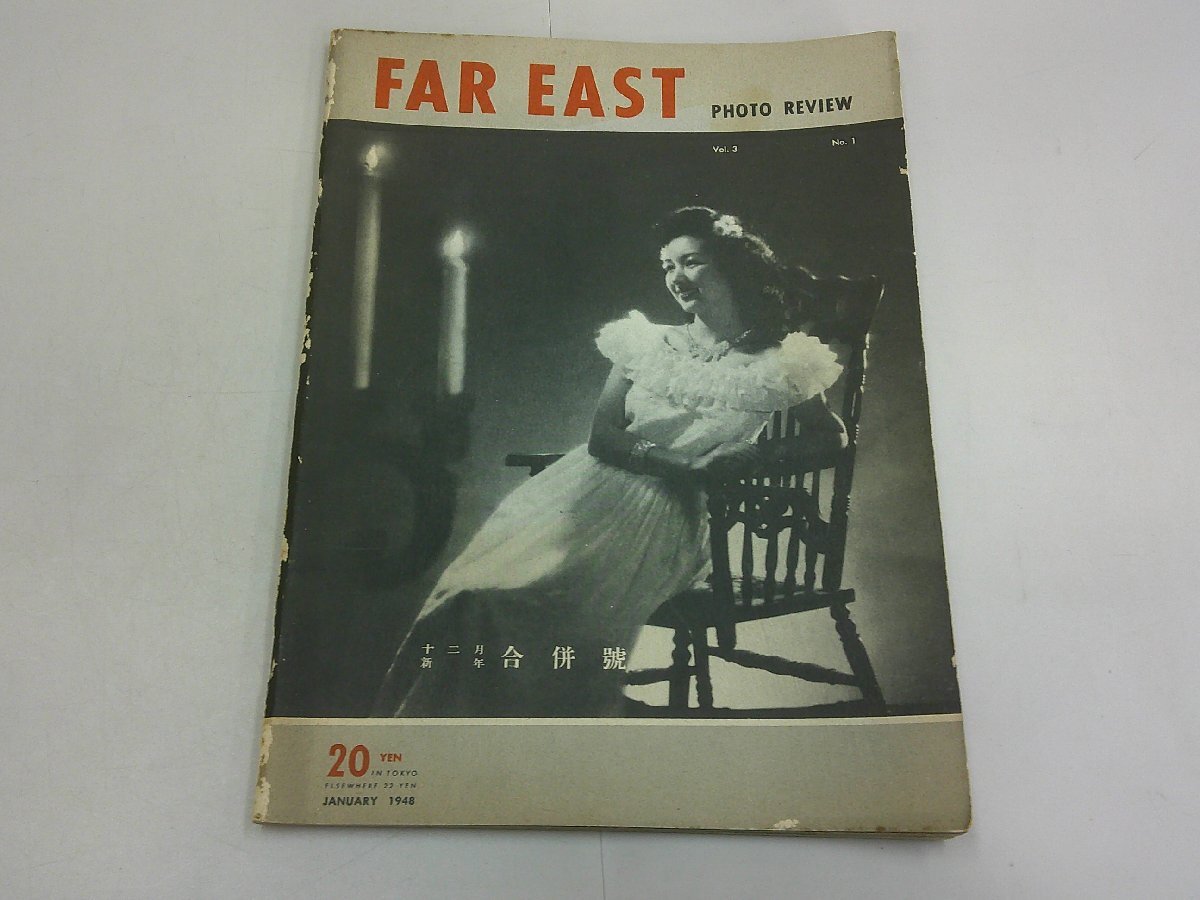 FAR EAST
PHOTO REVIEW
Vol. 3 No. 1
十二月
新年
合併號
20 YEN
IN TOKYO
ELSEWHERE 22 YEN
JANUARY 1948